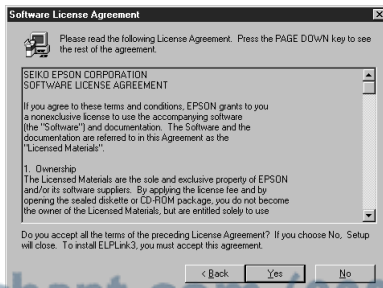 Software License Agreement
Please read the following License Agreement. Press the PAGE DOWN key to see
the rest of the agreement.
SEIKO EPSON CORPORATION
SOFTWARE LICENSE AGREEMENT
If you agree to these terms and conditions, EPSON grants to you
a nonexclusive license to use the accompanying software
(the "Software") and documentation. The Software and the
documentation are referred to in this Agreement as the
"Licensed Materials".
1. Ownership
The Licensed Materials are the sole and exclusive property of EPSON
and/or its software suppliers. By applying the license fee and by
opening the sealed diskette or CD-ROM package, you do not become
the owner of the Licensed Materials, but are entitled solely to use
Do you accept all the terms of the preceding License Agreement? If you choose No, Setup
will close. To install ELPLink3, you must accept this agreement.
< Back Yes No